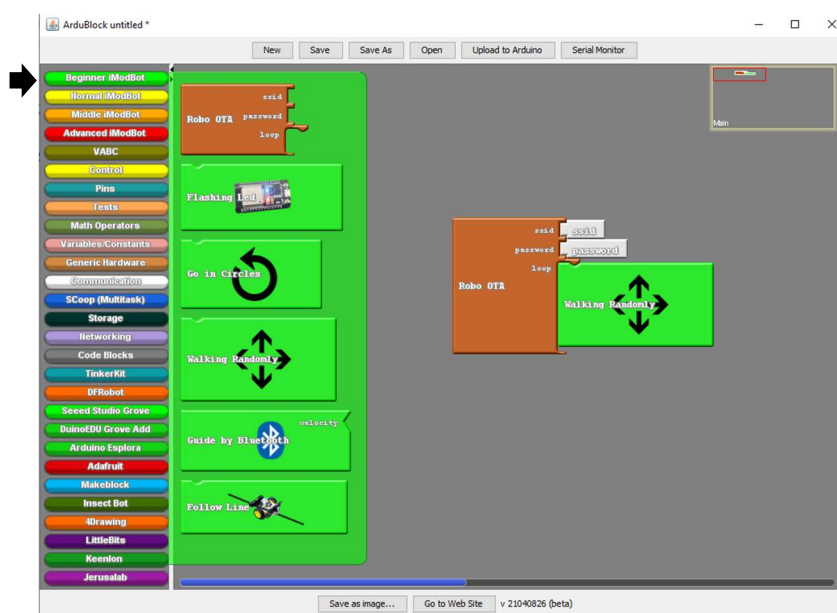 ArduBlock untitled *
New Save Save As Open Upload to Arduino Serial Monitor
Beginner iModBot
Normal iModBot
Middle iModBot
Advanced iModBot
VABC
Control
Pins
Tests
Math Operators
Variables/Constants
Generic Hardware
Communication
SCoop (Multitask)
Storage
Networking
Code Blocks
TinkerKit
DFRobot
Seeed Studio Grove
DuinoEDU Grove Add
Arduino Esplora
Adafruit
Makeblock
Insect Bot
4Drawing
LittleBits
Keenlon
Jerusalab
ssid
Robo OTA password
loop
Flashing Led
Go in Circles
Walking Randomly
velocity
Guide by Bluetooth
Follow Line
Main
ssid ssid
password password
loop
Robo OTA
Walking Randomly
Save as image... Go to Web Site v 21040826 (beta)